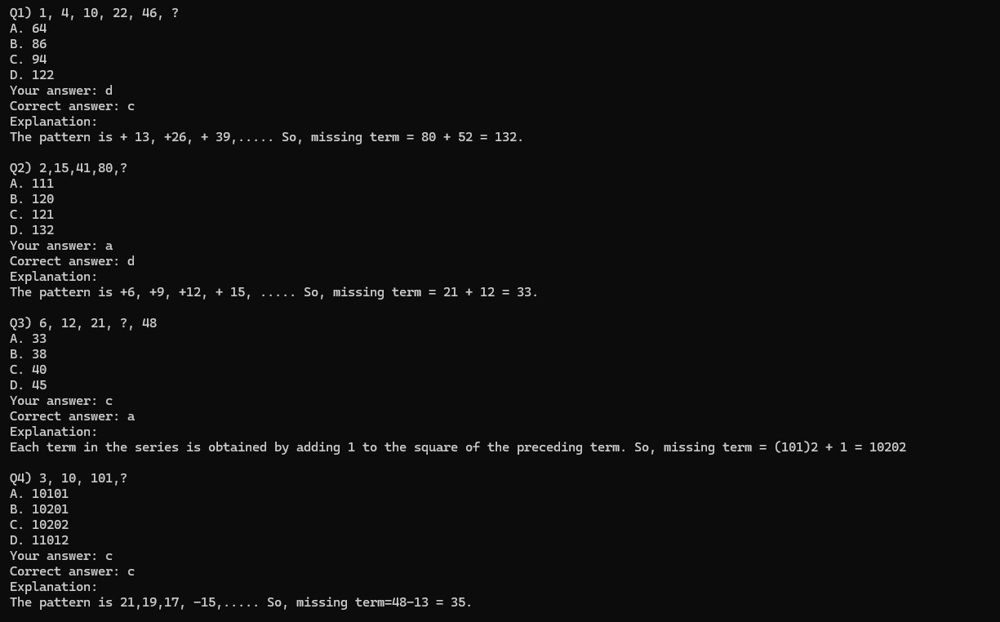 Q1) 1, 4, 10, 22, 46, ?
A. 64
B. 86
C. 94
D. 122
Your answer: d
Correct answer: c
Explanation:
The pattern is + 13, +26, + 39,..... So, missing term = 80 + 52 = 132.

Q2) 2,15,41,80,?
A. 111
B. 120
C. 121
D. 132
Your answer: a
Correct answer: d
Explanation:
The pattern is +6, +9, +12, + 15, ..... So, missing term = 21 + 12 = 33.

Q3) 6, 12, 21, ?, 48
A. 33
B. 38
C. 40
D. 45
Your answer: c
Correct answer: a
Explanation:
Each term in the series is obtained by adding 1 to the square of the preceding term. So, missing term = (101)2 + 1 = 10202

Q4) 3, 10, 101,?
A. 10101
B. 10201
C. 10202
D. 11012
Your answer: c
Correct answer: c
Explanation:
The pattern is 21,19,17, -15,..... So, missing term=48-13 = 35.